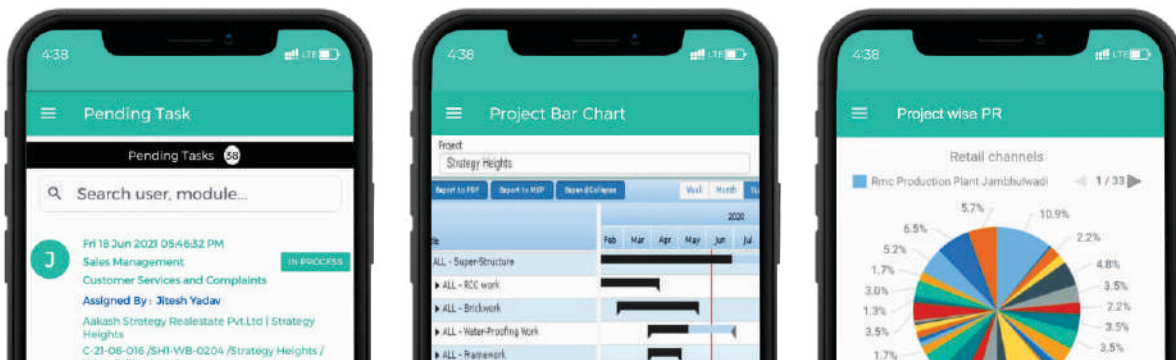 4:38
LTE
Pending Task
Pending Tasks 38
Search user, module...
J
Fri 18 Jun 2021 05:46:32 PM
Sales Management
IN PROCESS
Customer Services and Complaints
Assigned By : Jitesh Yadav
Aakash Strategy Realestate Pvt.Ltd | Strategy
Heights
C-21-06-016 /SH1-WB-0204 /Strategy Heights /
4:38
LTE
Project Bar Chart
Project
Strategy Heights
Export to PDF
Export to MSP
Expand/Collapse
Week
Month
2020
Feb Mar Apr May Jun Jul
ALL - Super-Structure
ALL - RCC work
ALL - Brickwork
ALL - Water-Proofing Work
ALL - Framework
4:38
LTE
Project wise PR
Retail channels
Rmc Production Plant Jambhulwadi
1 / 33
5.7%
10.9%
6.5%
2.2%
5.2%
4.8%
1.7%
3.5%
3.0%
2.2%
1.3%
3.5%
3.5%
3.5%
1.7%